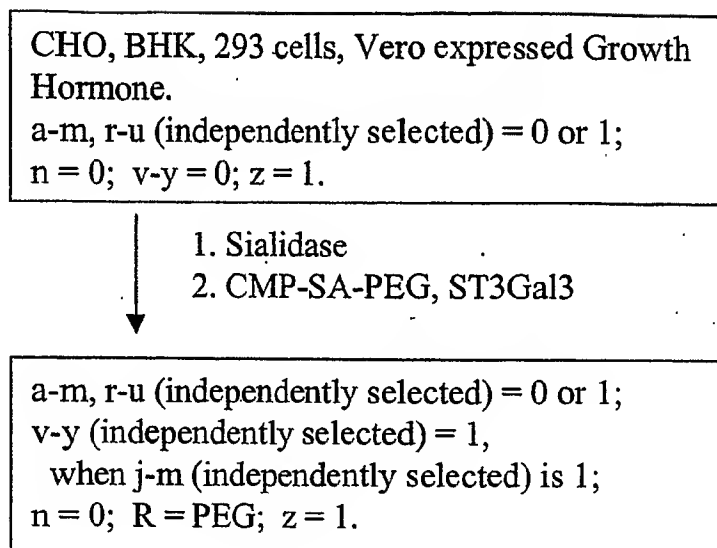 CHO, BHK, 293 cells, Vero expressed Growth
Hormone.
a-m, r-u (independently selected) = 0 or 1;
n = 0; v-y = 0; z = 1.
1. Sialidase
2. CMP-SA-PEG, ST3Gal3
a-m, r-u (independently selected) = 0 or 1;
v-y (independently selected) = 1,
when j-m (independently selected) is 1;
n = 0; R = PEG; z = 1.